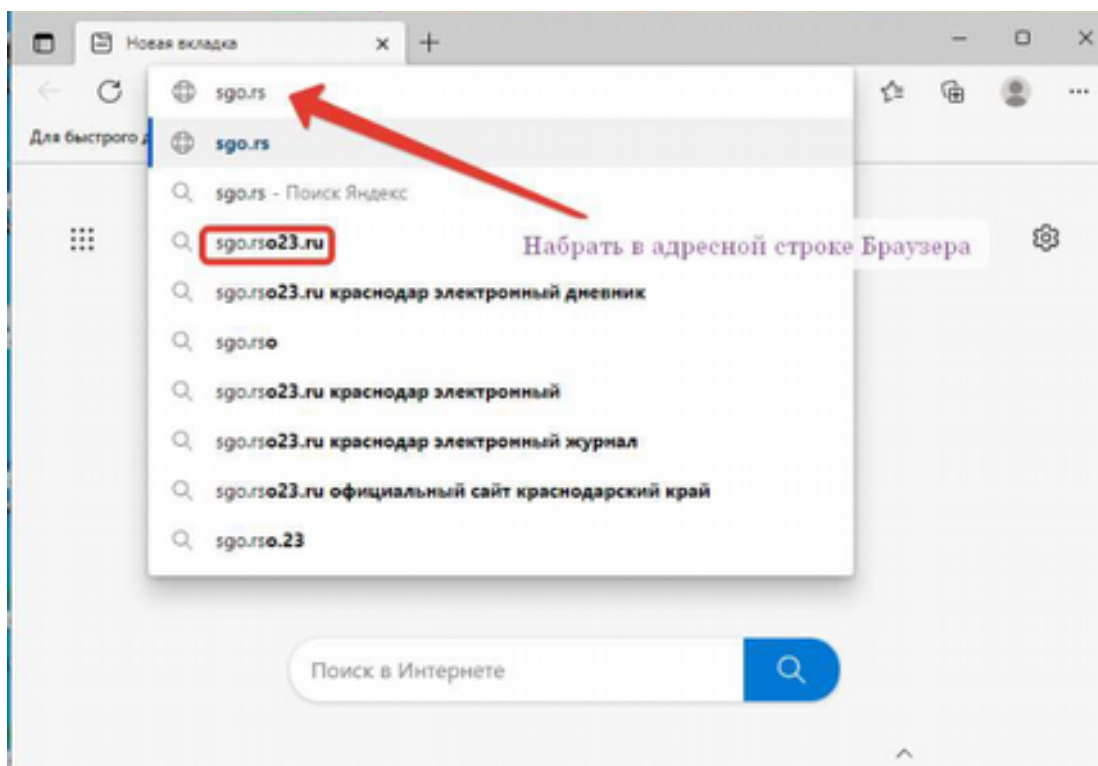 Новая вкладка
sgo.rs
Для быстрого д
sgo.rs
sgo.rs - Поиск Яндекс
sgo.rso23.ru
Набрать в адресной строке Браузера
sgo.rso23.ru краснодар электронный дневник
sgo.rso
sgo.rso23.ru краснодар электронный
sgo.rso23.ru краснодар электронный журнал
sgo.rso23.ru официальный сайт краснодарский край
sgo.rso.23
Поиск в Интернете